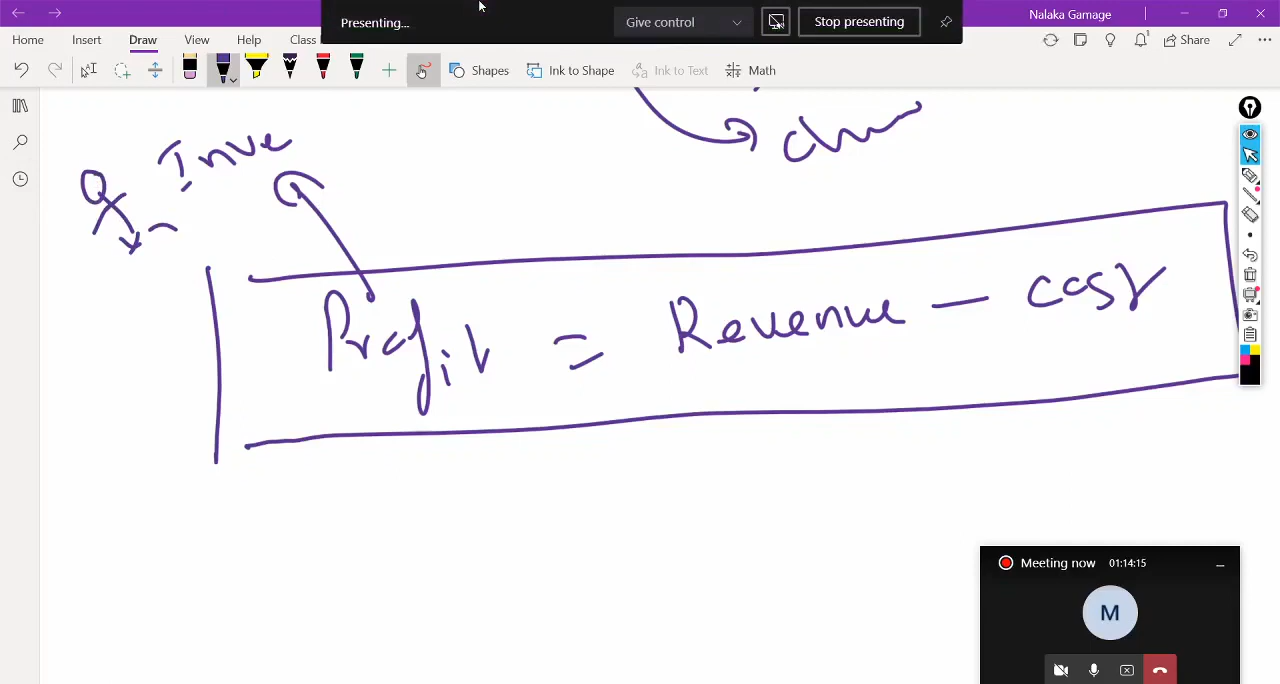 Presenting...
Give control
Stop presenting
Nalaka Gamage
Home Insert Draw View Help Class
Share
Shapes
Ink to Shape
Ink to Text
Math
Inve
Profit = Revenue - cost
Meeting now 01:14:15
M